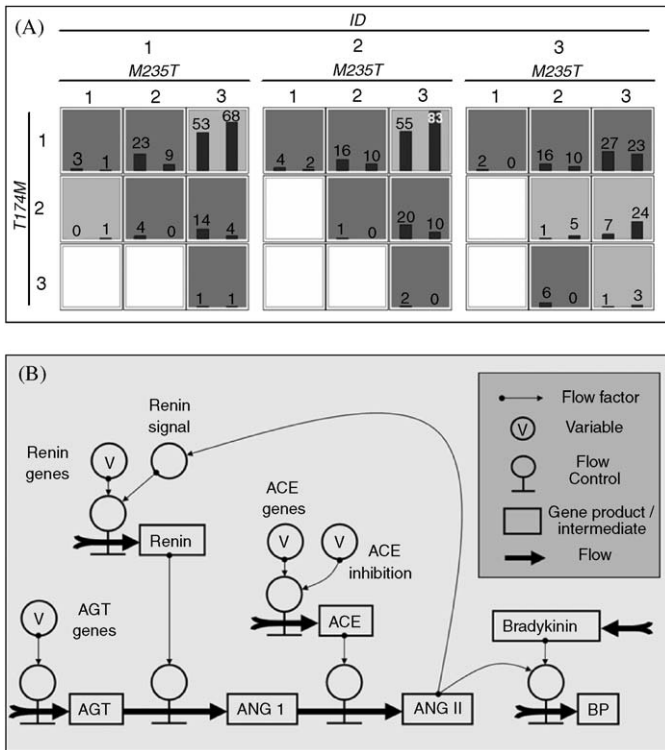 (A)
ID
1 2 3
M235T M235T M235T
1 2 3 1 2 3 1 2 3
T174M
1
3 1 23 9 53 68 4 2 16 10 55 83 2 0 16 10 27 23
2
0 1 4 0 14 4 1 0 20 10 1 5 7 24
3
1 1 2 0 6 0 1 3
(B)
Renin
signal
Renin
genes
V
Renin
ACE
genes
V
V
ACE
inhibition
ACE
V
AGT
genes
AGT
ANG 1
ANG II
Bradykinin
BP
Flow factor
V
Variable
Flow
Control
Gene product /
intermediate
Flow